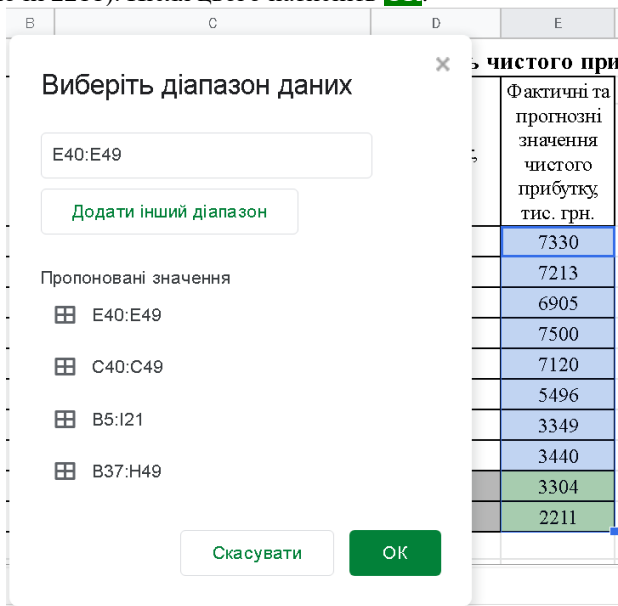 B C D E
чистого при
Виберіть діапазон даних
E40:E49
Додати інший діапазон
Пропоновані значення
E40:E49
C40:C49
B5:I21
B37:H49
Скасувати
ОК
Фактичні та
прогнозні
значення
чистого
прибутку,
тис. грн.
7330
7213
6905
7500
7120
5496
3349
3440
3304
2211